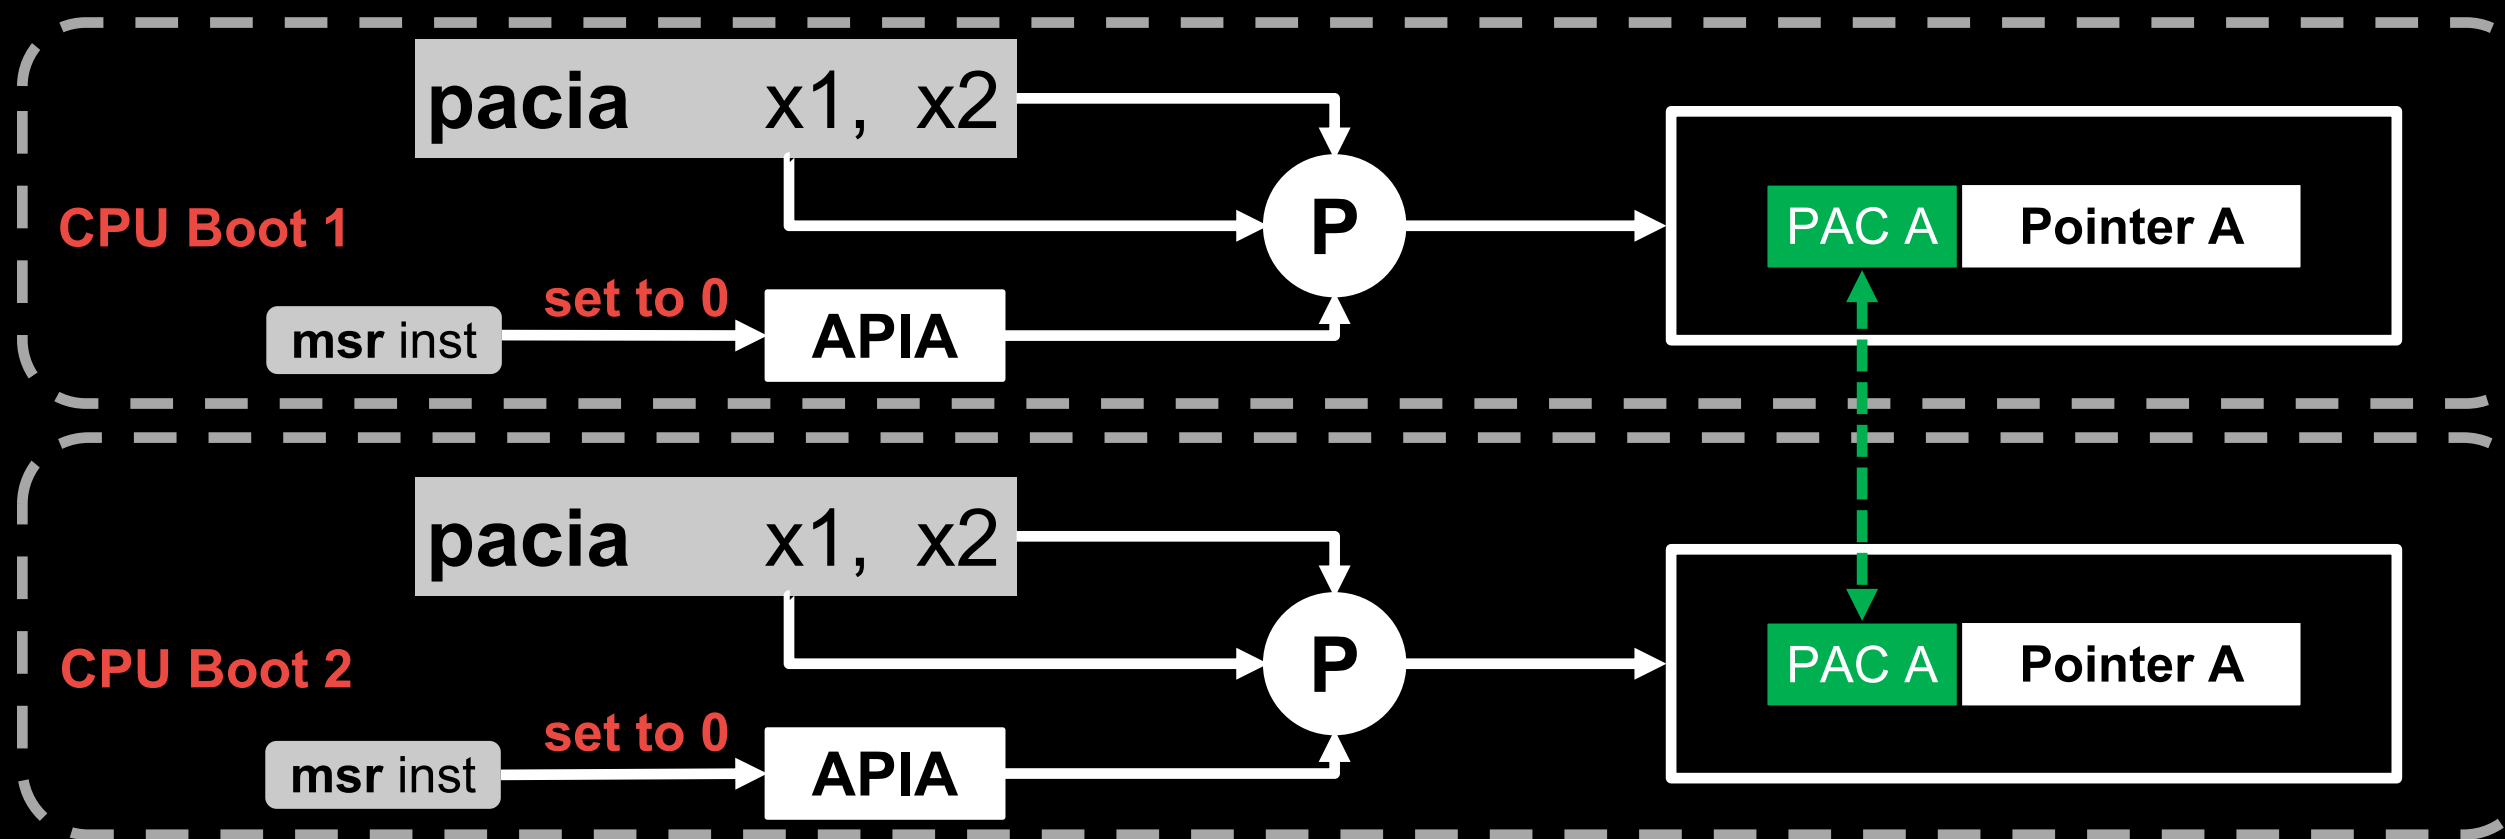 pacia x1, x2
CPU Boot 1
P
PAC A Pointer A
set to 0
msr inst
APIA
pacia x1, x2
CPU Boot 2
P
PAC A Pointer A
set to 0
msr inst
APIA